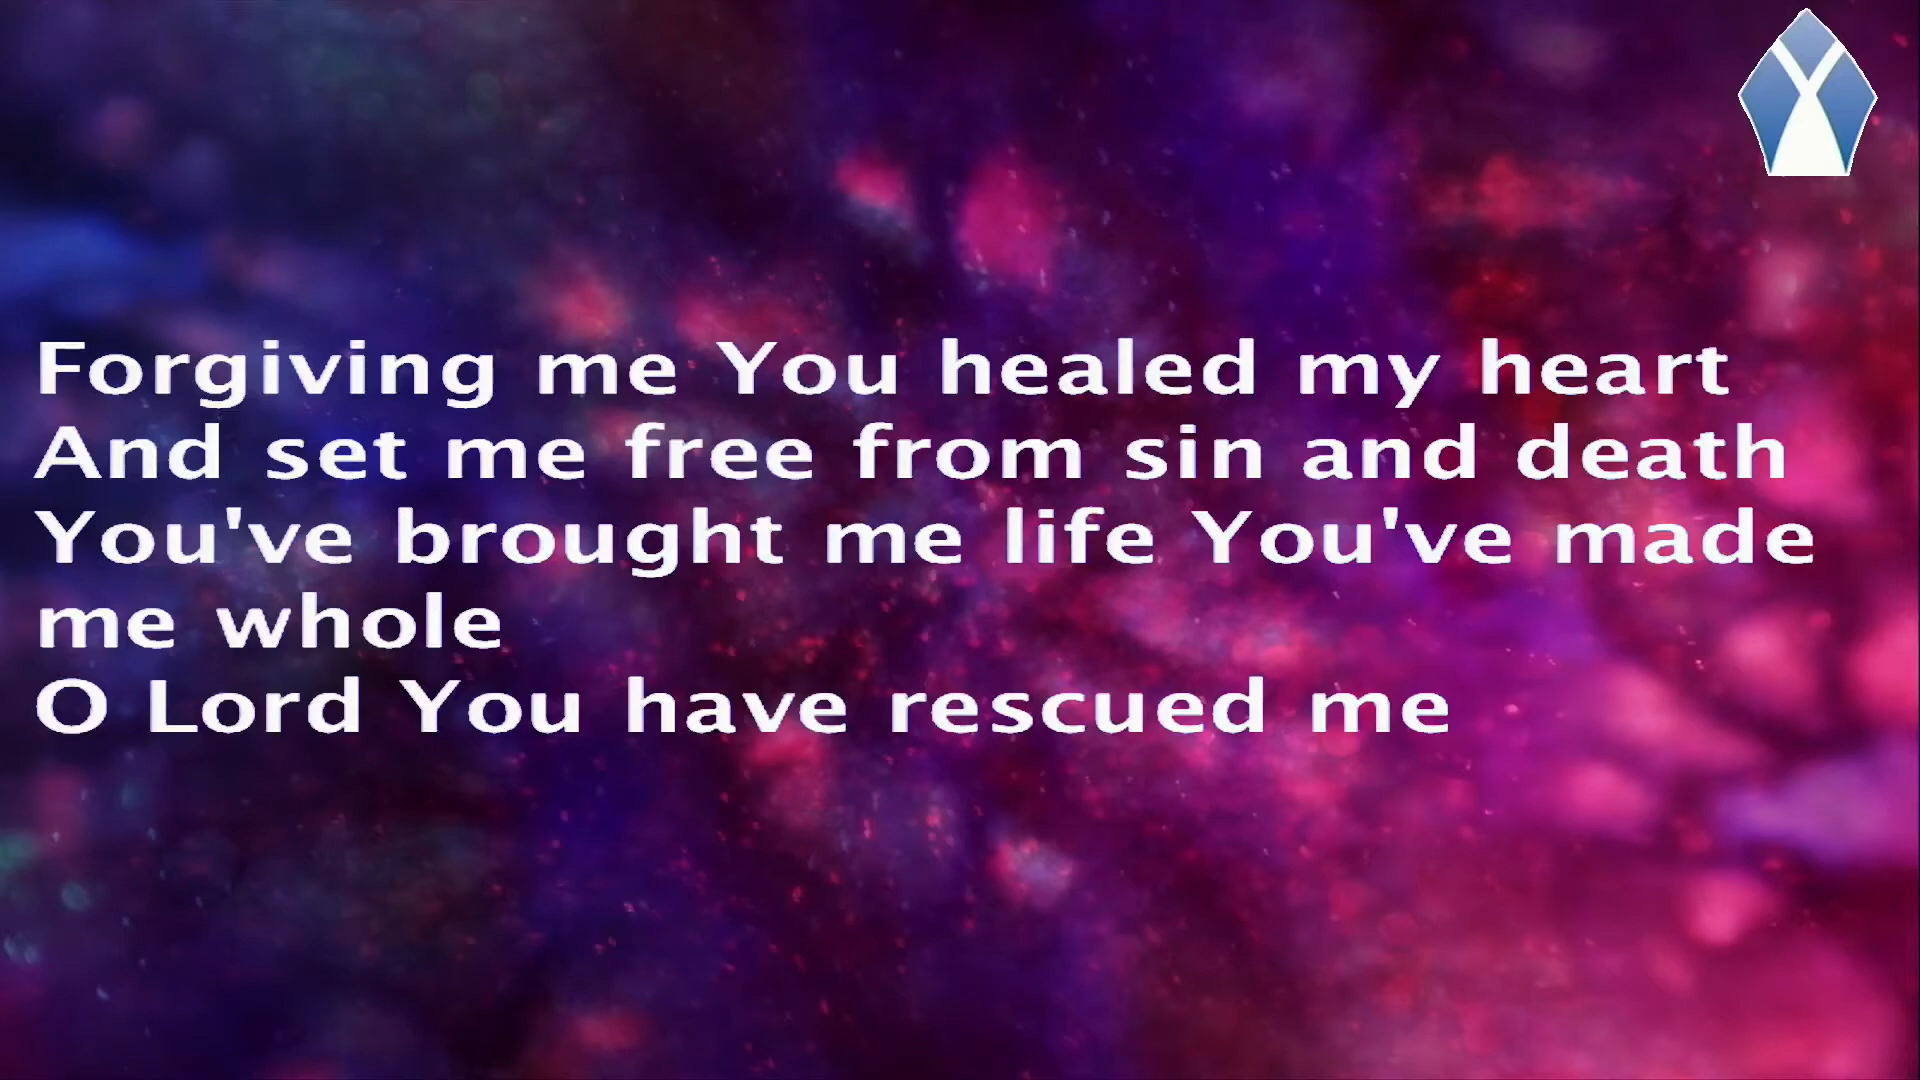 Forgiving me You healed my heart
And set me free from sin and death
You've brought me life You've made
me whole
O Lord You have rescued me